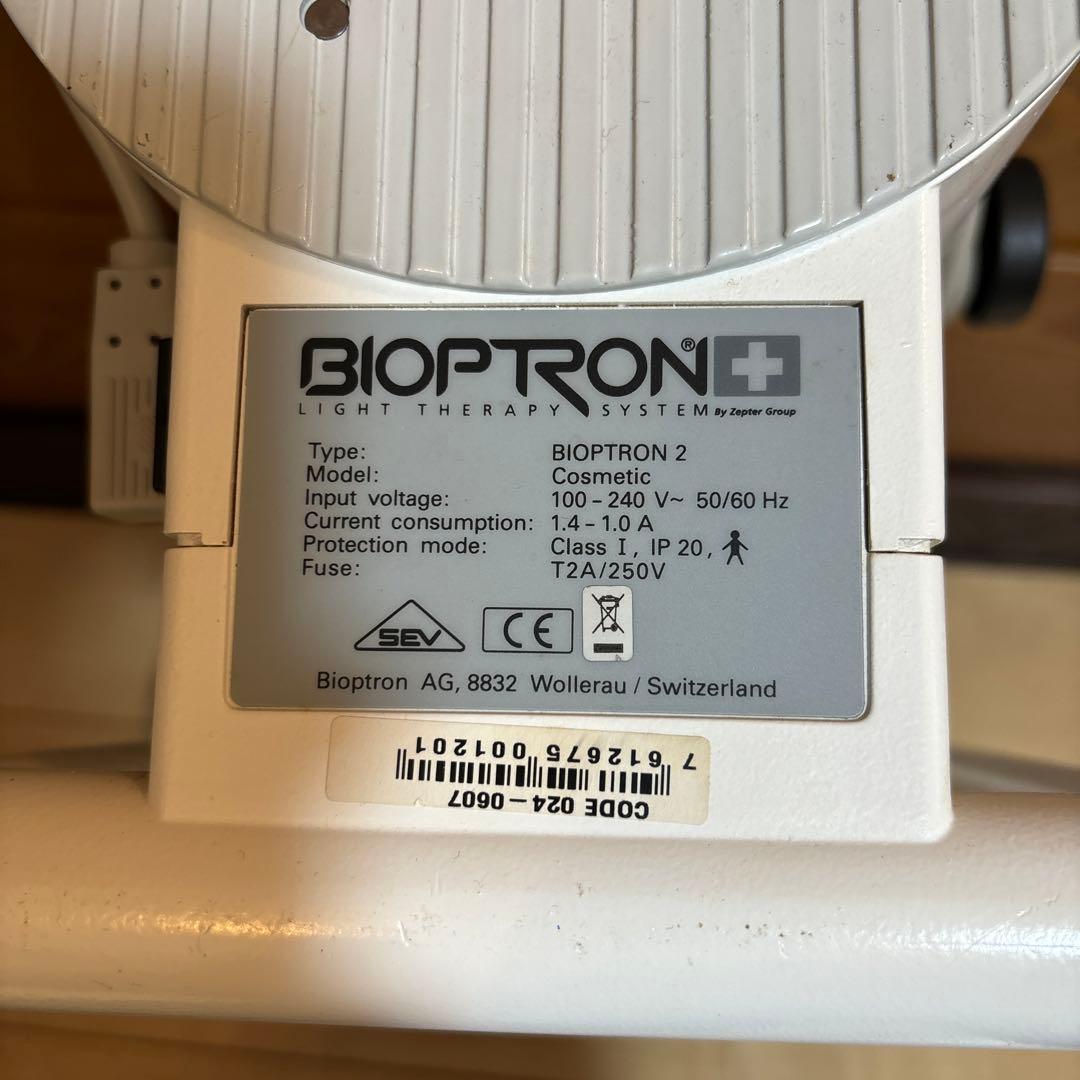 BIOPTRON®
LIGHT THERAPY SYSTEM By Zepter Group
Type: BIOPTRON 2
Model: Cosmetic
Input voltage: 100 – 240 V~ 50/60 Hz
Current consumption: 1.4 – 1.0 A
Protection mode: Class I, IP 20,
Fuse: T2A/250V
SEV CE
Bioptron AG, 8832 Wollerau / Switzerland
CODE 024 – 0607
7 612675 001201